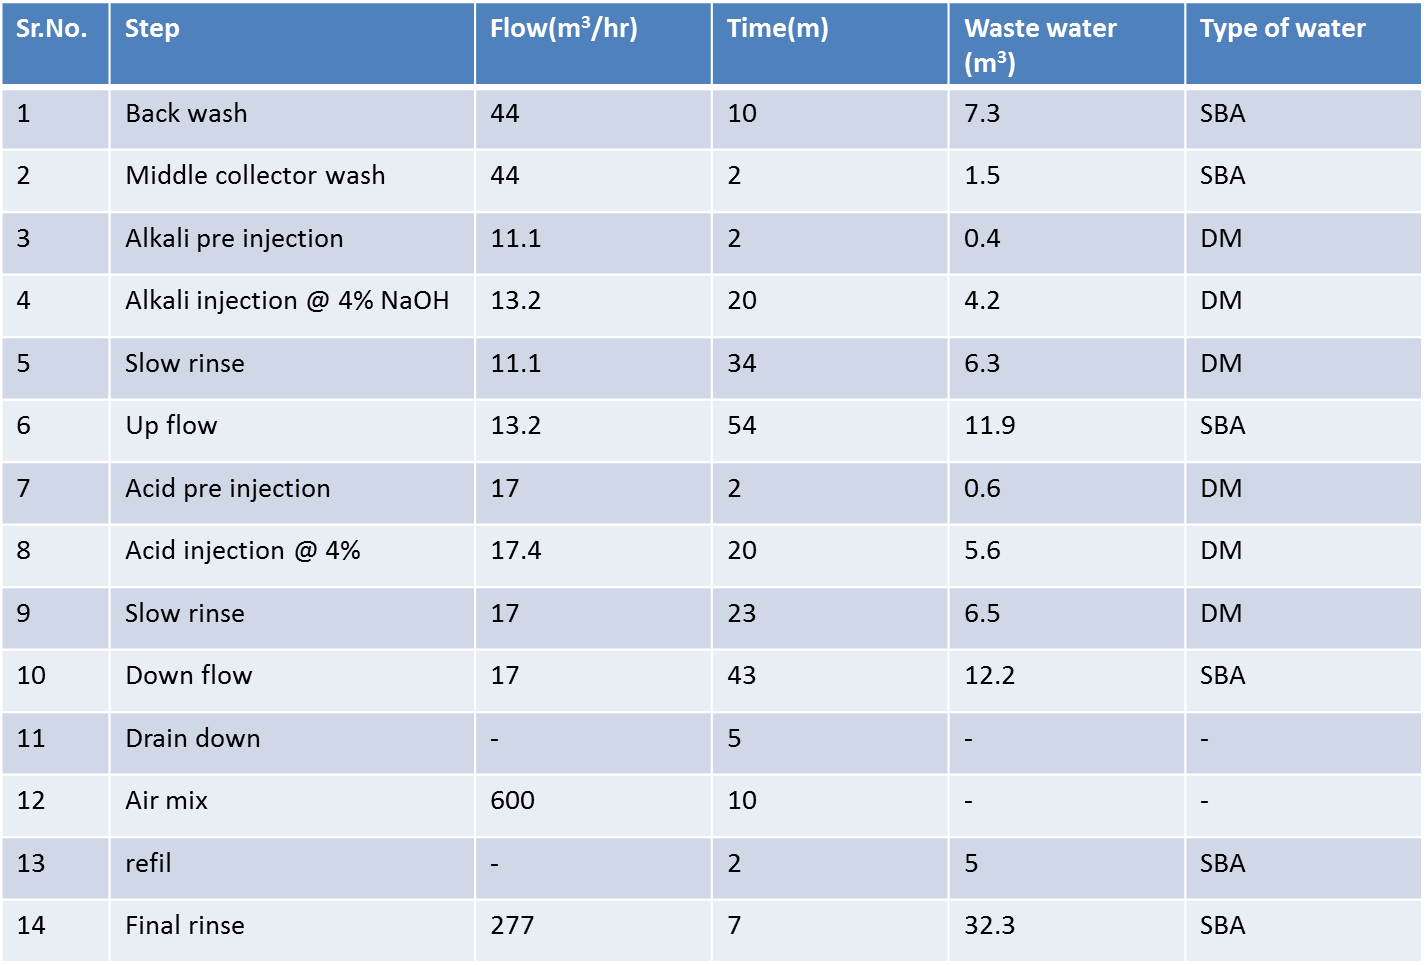 Sr.No. Step Flow(m³/hr) Time(m) Waste water (m³) Type of water
1 Back wash 44 10 7.3 SBA
2 Middle collector wash 44 2 1.5 SBA
3 Alkali pre injection 11.1 2 0.4 DM
4 Alkali injection @ 4% NaOH 13.2 20 4.2 DM
5 Slow rinse 11.1 34 6.3 DM
6 Up flow 13.2 54 11.9 SBA
7 Acid pre injection 17 2 0.6 DM
8 Acid injection @ 4% 17.4 20 5.6 DM
9 Slow rinse 17 23 6.5 DM
10 Down flow 17 43 12.2 SBA
11 Drain down - 5 - -
12 Air mix 600 10 - -
13 refil - 2 5 SBA
14 Final rinse 277 7 32.3 SBA